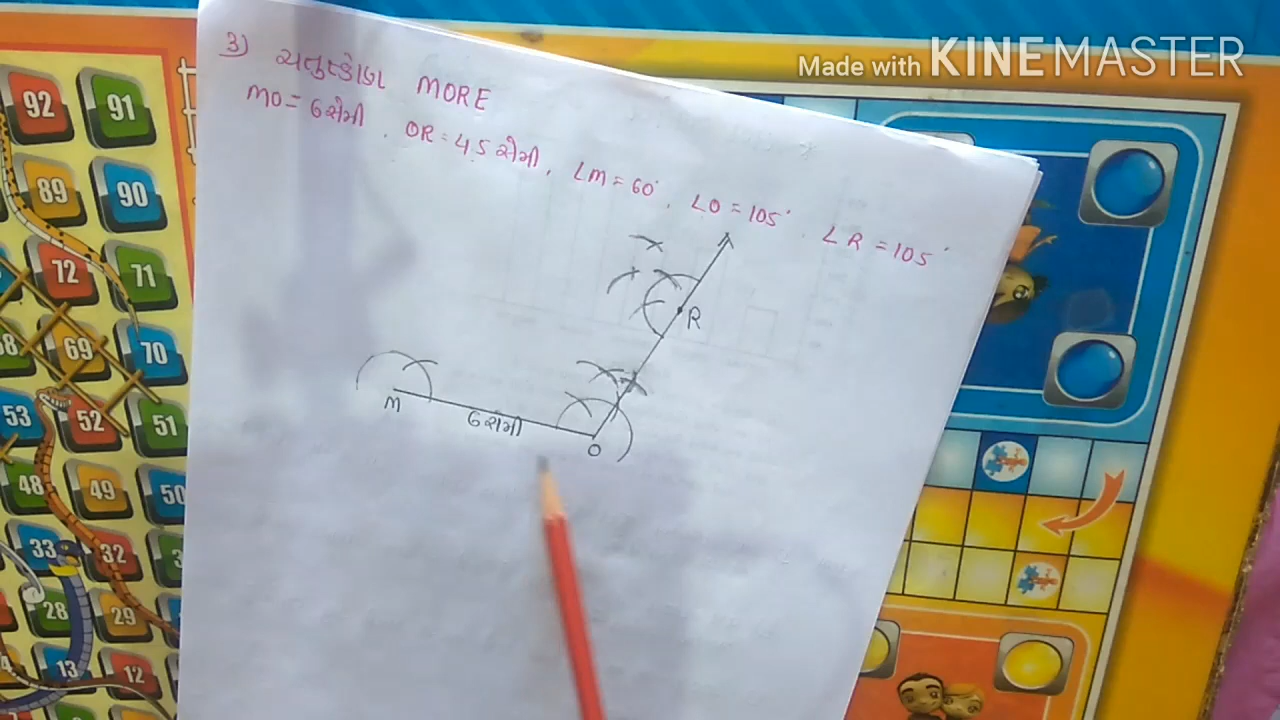 Made with KINEMASTER
3) ચતુષ્કોણ MORE
MO = 6 સેમી , OR = 4.5 સેમી, ∠M = 60° , ∠O = 105° , ∠R = 105°
R
M
6 સેમી
O
92 91
89 90
72 71
69 70
53 52 51
48 49 50
33 32
28 29
13 12